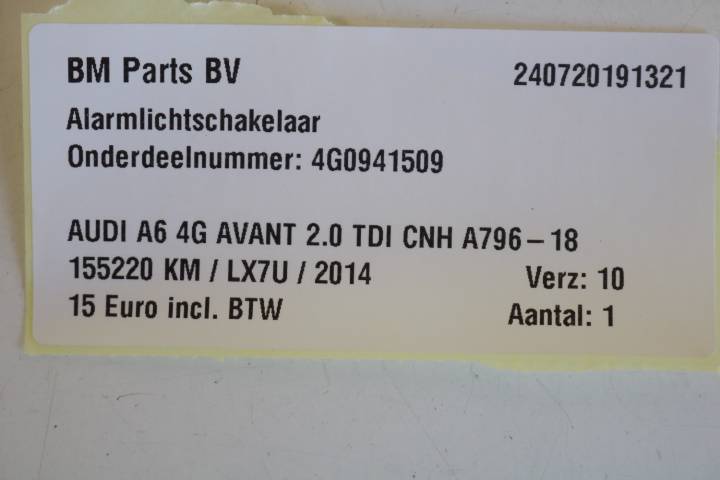 BM Parts BV 240720191321
Alarmlichtschakelaar
Onderdeelnummer: 4G0941509
AUDI A6 4G AVANT 2.0 TDI CNH A796-18
155220 KM / LX7U / 2014 Verz: 10
15 Euro incl. BTW Aantal: 1